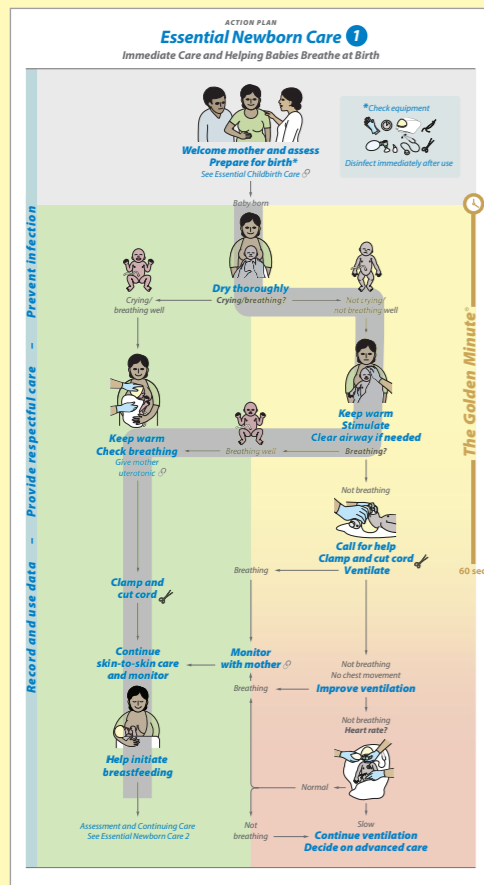 ACTION PLAN
Essential Newborn Care 1
Immediate Care and Helping Babies Breathe at Birth
*Check equipment
Disinfect immediately after use
Welcome mother and assess
Prepare for birth*
See Essential Childbirth Care
Baby born
Dry thoroughly
Crying/breathing?
Crying/
breathing well
Not crying/
not breathing well
Keep warm
Stimulate
Clear airway if needed
Breathing?
Breathing well
Keep warm
Check breathing
Give mother
uterotonic
Not breathing
Call for help
Clamp and cut cord
Ventilate
Breathing
60 sec
Clamp and
cut cord
Continue
skin-to-skin care
and monitor
Monitor
with mother
Not breathing
No chest movement
Breathing
Improve ventilation
Not breathing
Heart rate?
Help initiate
breastfeeding
Normal
Assessment and Continuing Care
See Essential Newborn Care 2
Not
breathing
Slow
Continue ventilation
Decide on advanced care
Record and use data – Provide respectful care – Prevent infection
The Golden Minute®